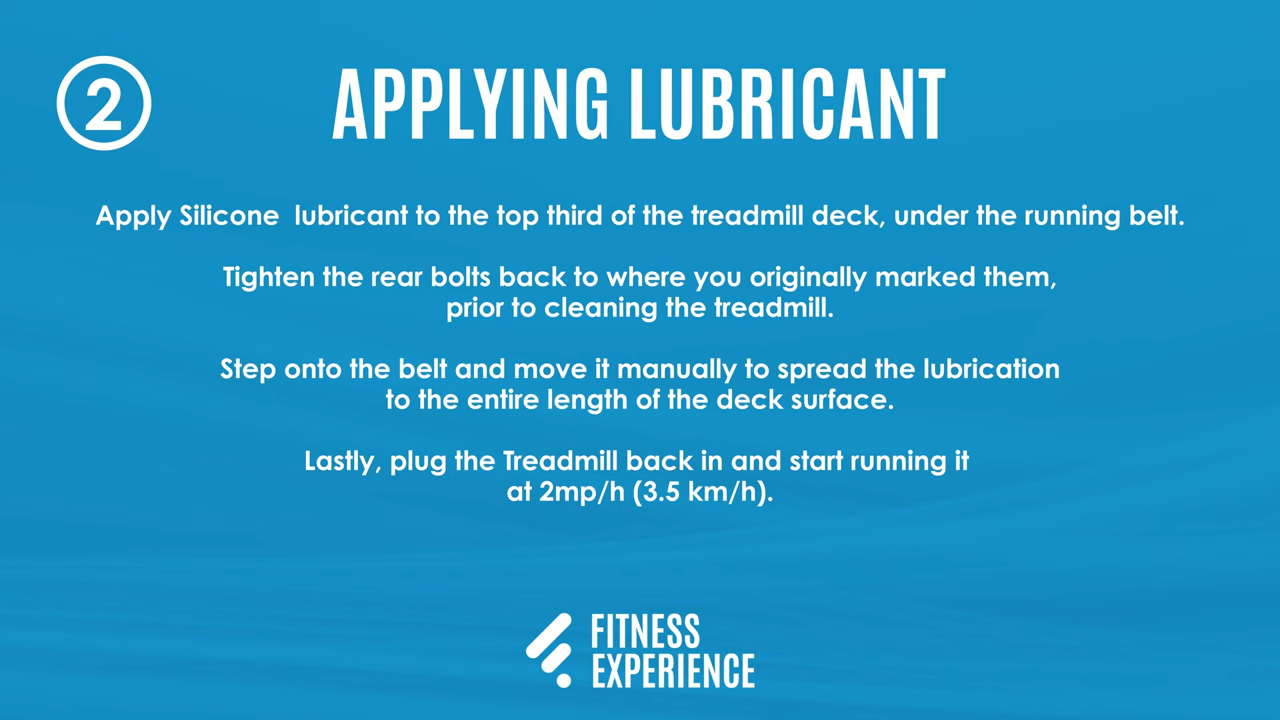 2
APPLYING LUBRICANT
Apply Silicone  lubricant to the top third of the treadmill deck, under the running belt.
Tighten the rear bolts back to where you originally marked them,
prior to cleaning the treadmill.
Step onto the belt and move it manually to spread the lubrication
to the entire length of the deck surface.
Lastly, plug the Treadmill back in and start running it
at 2mp/h (3.5 km/h).
FITNESS
EXPERIENCE